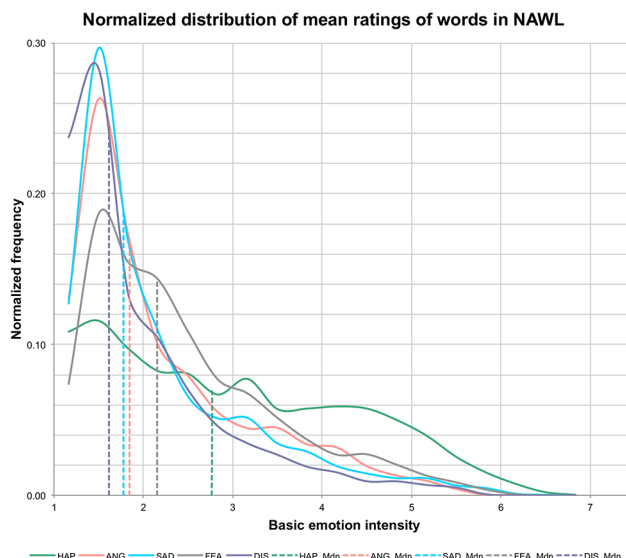 Normalized distribution of mean ratings of words in NAWL
0.30
0.20
0.10
0.00
Normalized frequency
1 2 3 4 5 6 7
Basic emotion intensity
HAP ANG SAD FEA DIS HAP_Mdn ANG_Mdn SAD_Mdn FEA_Mdn DIS_Mdn